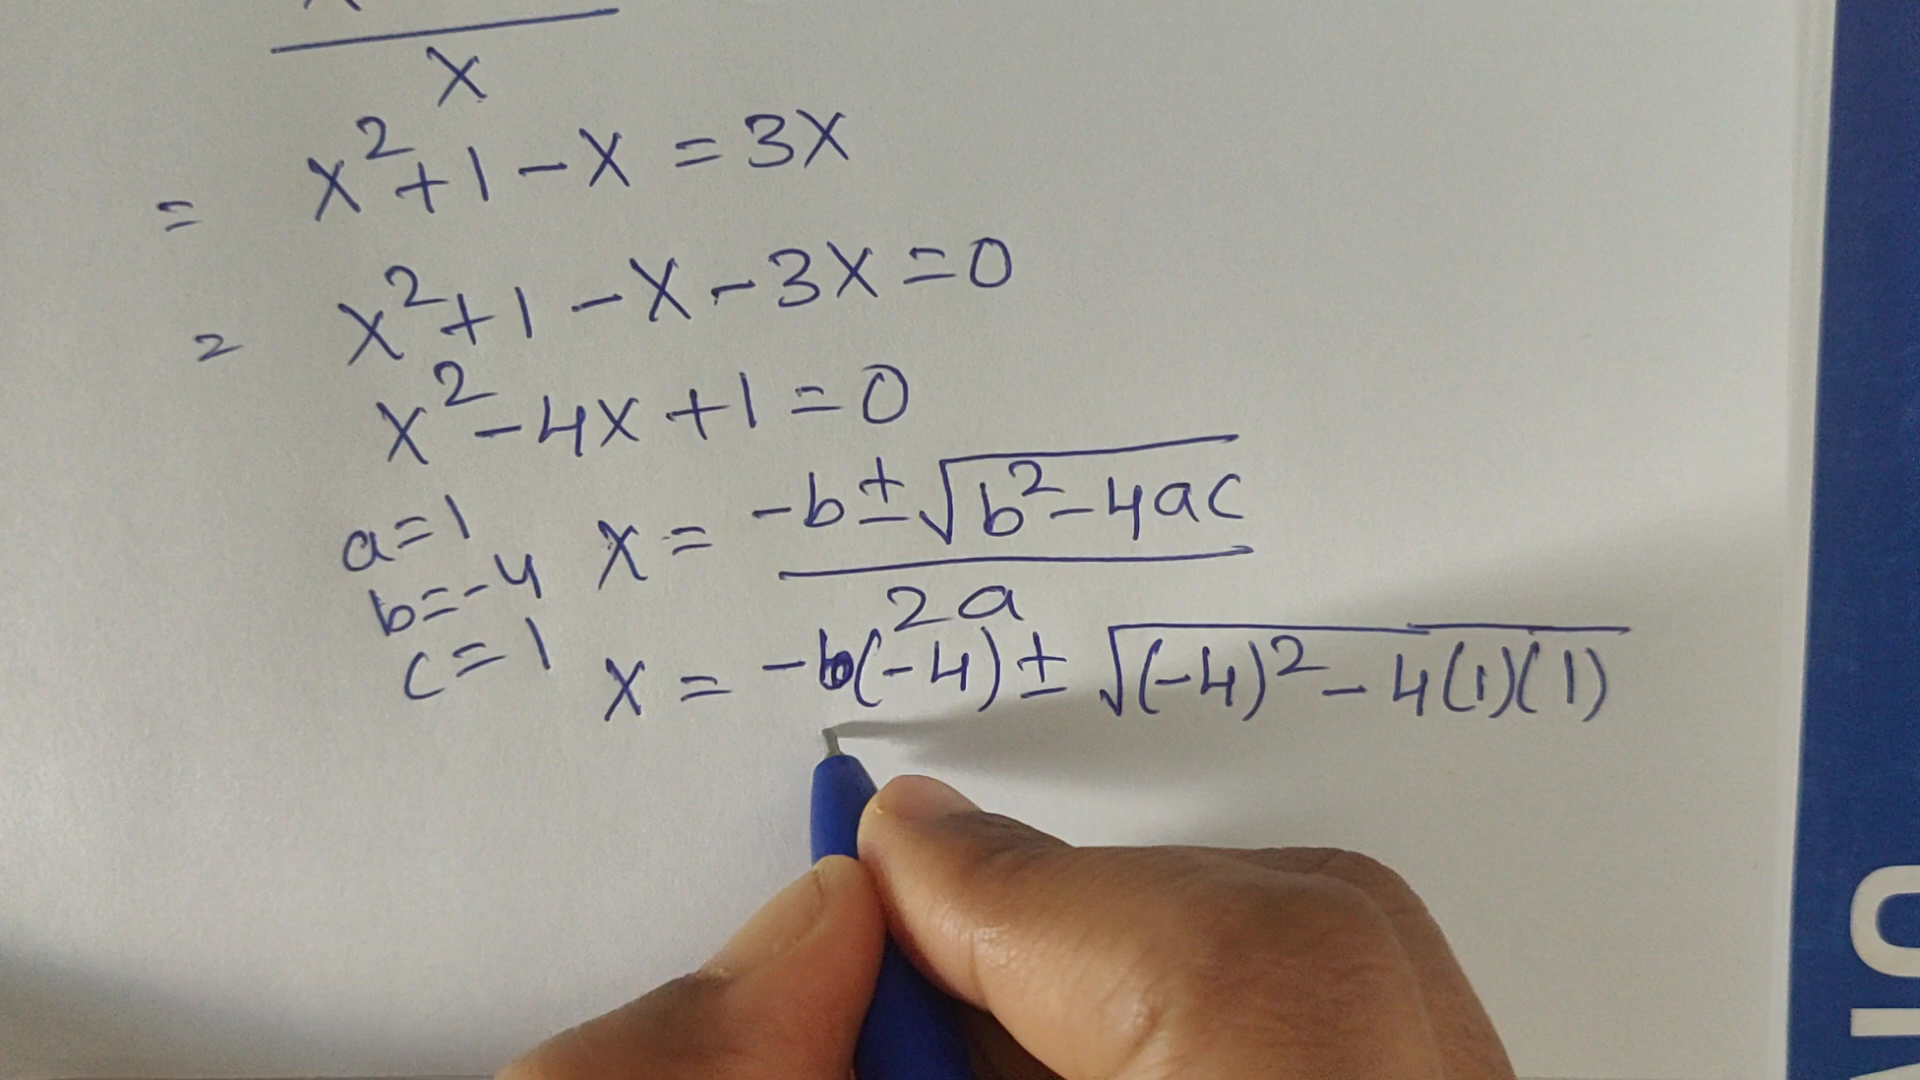 x
= x²+1-x=3x
= x²+1-x-3x=0
x²-4x+1=0
a=1
b=-4
c=1
x = (-b±√(b²-4ac))/2a
x = -b(-4)±√((-4)²-4(1)(1))
NO